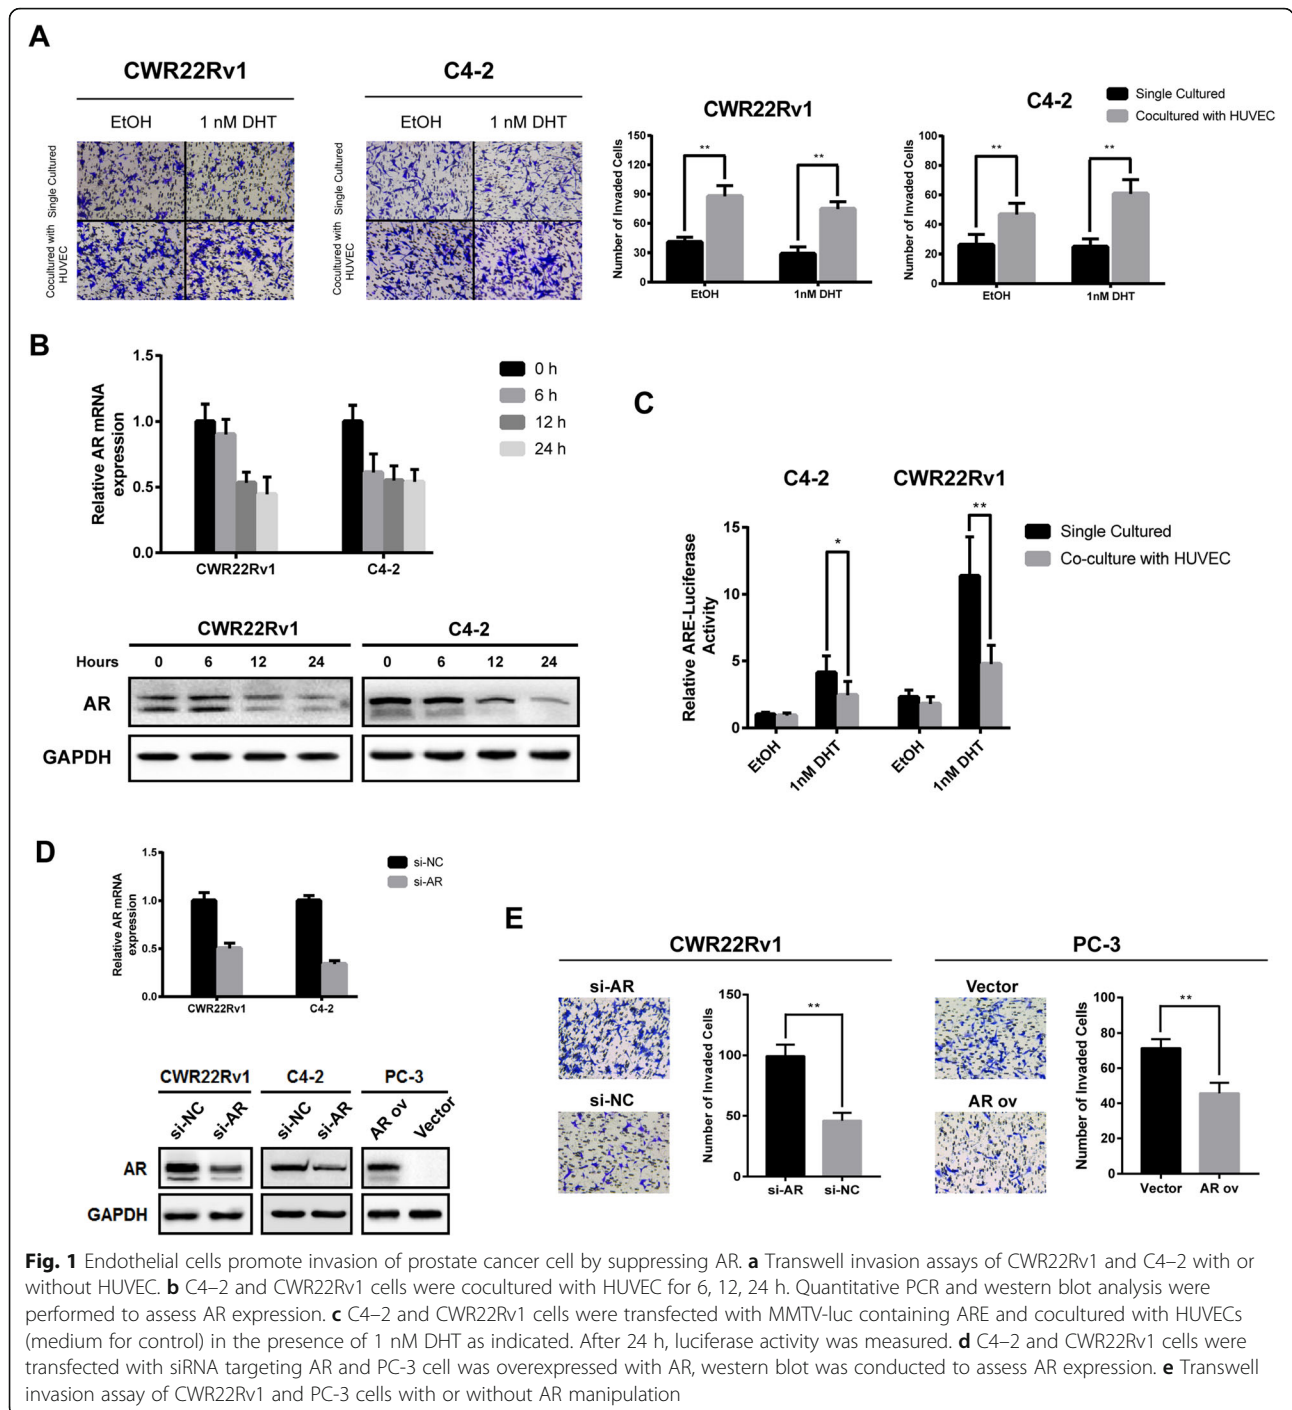 A
CWR22Rv1
C4-2
EtOH
1 nM DHT
EtOH
1 nM DHT
Single Cultured
Cocultured with
HUVEC
Single Cultured
Cocultured with
HUVEC
CWR22Rv1
Number of Invaded Cells
150
120
90
60
30
0
**
**
EtOH
1nM DHT
C4-2
Single Cultured
Cocultured with HUVEC
Number of Invaded Cells
100
80
60
40
20
0
**
**
EtOH
1nM DHT
B
Relative AR mRNA
expression
1.5
1.0
0.5
0.0
CWR22Rv1
C4-2
0 h
6 h
12 h
24 h
CWR22Rv1
C4-2
Hours
0 6 12 24
0 6 12 24
AR
GAPDH
C
C4-2
CWR22Rv1
Relative ARE-Luciferase
Activity
15
10
5
0
*
**
EtOH
1nM DHT
EtOH
1nM DHT
Single Cultured
Co-culture with HUVEC
D
Relative AR mRNA
expression
1.5
1.0
0.5
0.0
CWR22Rv1
C4-2
si-NC
si-AR
CWR22Rv1
C4-2
PC-3
si-NC
si-AR
si-NC
si-AR
AR ov
Vector
AR
GAPDH
E
CWR22Rv1
PC-3
si-AR
si-NC
Number of Invaded Cells
150
100
50
0
**
si-AR
si-NC
Vector
AR ov
Number of Invaded Cells
100
80
60
40
20
0
**
Vector
AR ov
Fig. 1 Endothelial cells promote invasion of prostate cancer cell by suppressing AR. a Transwell invasion assays of CWR22Rv1 and C4–2 with or
without HUVEC. b C4–2 and CWR22Rv1 cells were cocultured with HUVEC for 6, 12, 24 h. Quantitative PCR and western blot analysis were
performed to assess AR expression. c C4–2 and CWR22Rv1 cells were transfected with MMTV-luc containing ARE and cocultured with HUVECs
(medium for control) in the presence of 1 nM DHT as indicated. After 24 h, luciferase activity was measured. d C4–2 and CWR22Rv1 cells were
transfected with siRNA targeting AR and PC-3 cell was overexpressed with AR, western blot was conducted to assess AR expression. e Transwell
invasion assay of CWR22Rv1 and PC-3 cells with or without AR manipulation